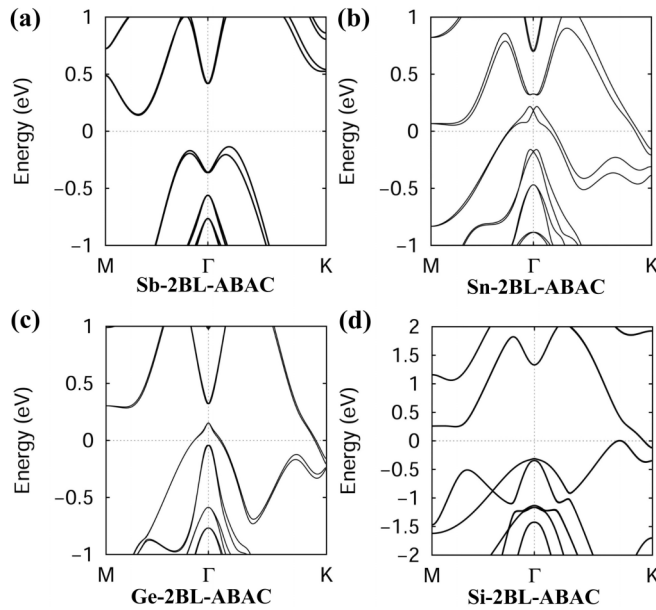 (a)
Energy (eV)
1
0.5
0
−0.5
−1
M Γ K
Sb-2BL-ABAC
(b)
Energy (eV)
1
0.5
0
−0.5
−1
M Γ K
Sn-2BL-ABAC
(c)
Energy (eV)
1
0.5
0
−0.5
−1
M Γ K
Ge-2BL-ABAC
(d)
Energy (eV)
2
1.5
1
0.5
0
−0.5
−1
−1.5
−2
M Γ K
Si-2BL-ABAC